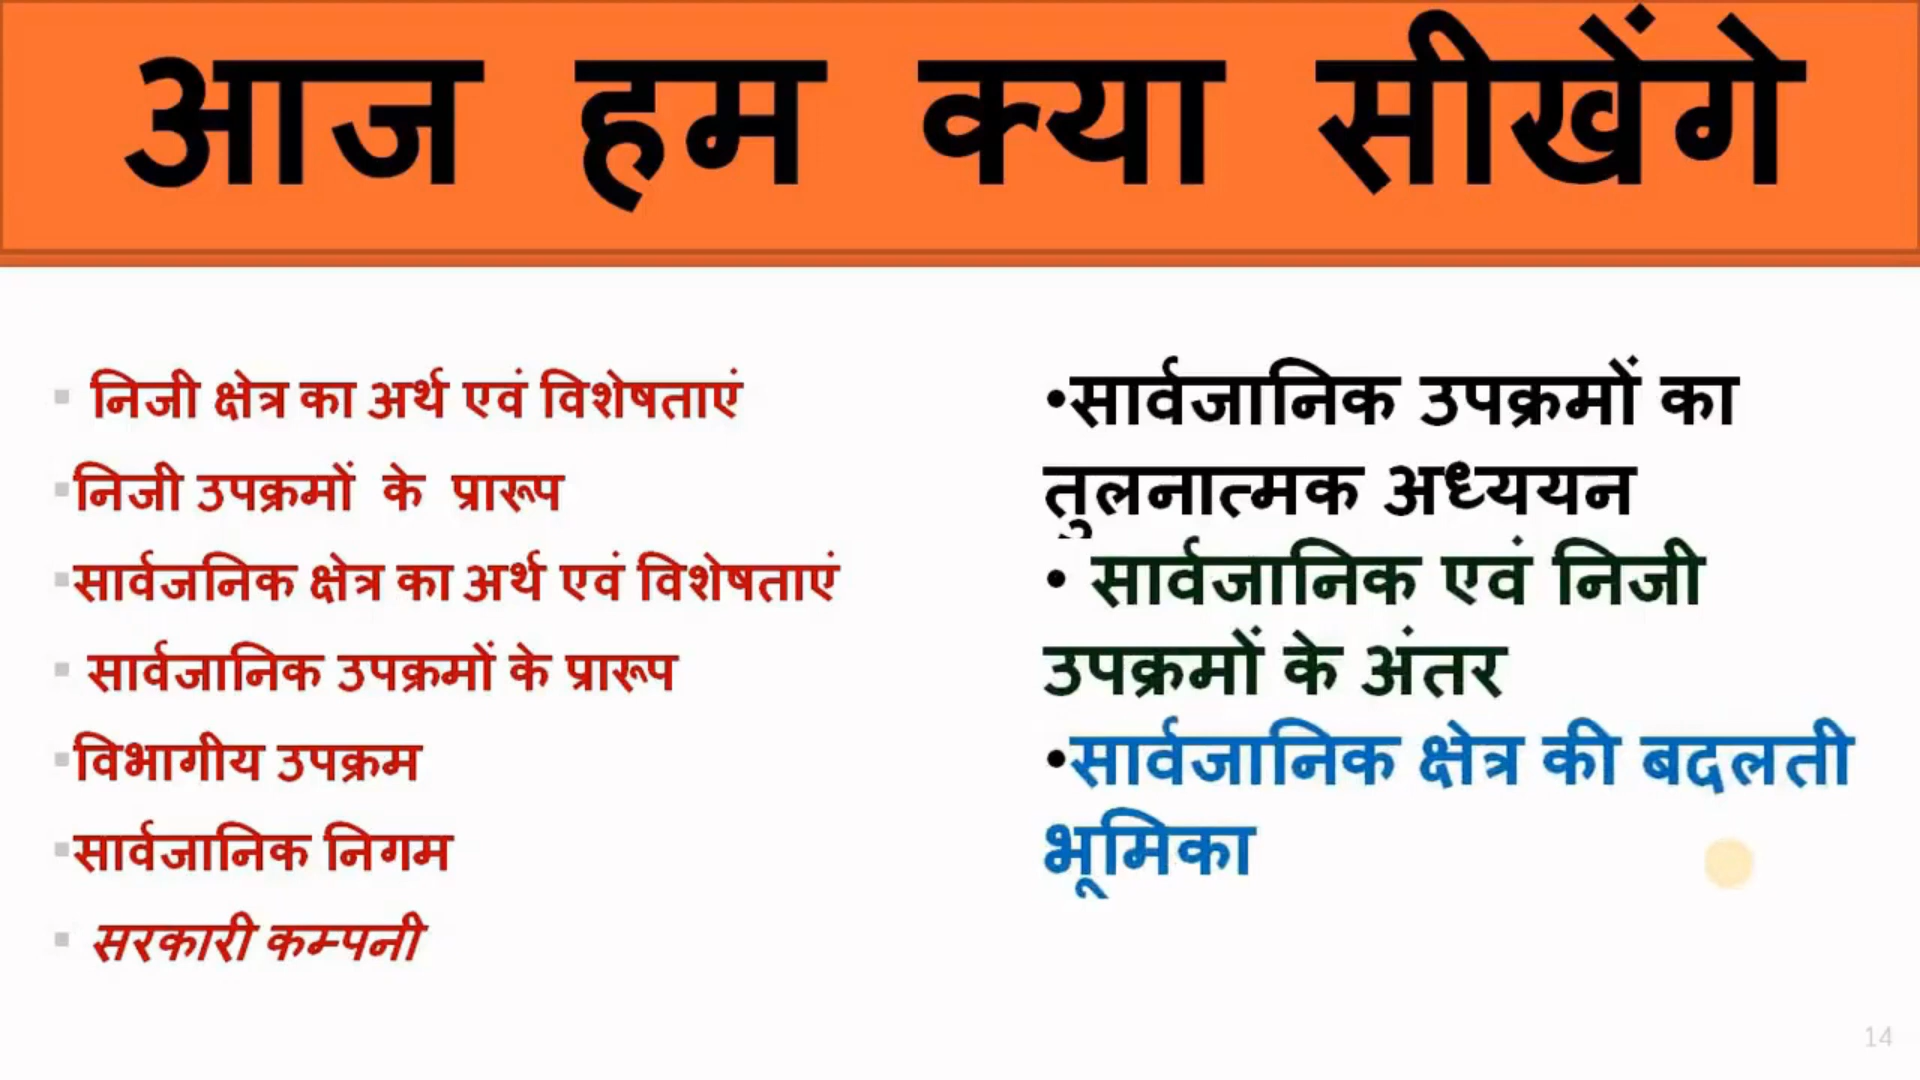 आज हम क्या सीखेंगे
▪ निजी क्षेत्र का अर्थ एवं विशेषताएं
▪निजी उपक्रमों के प्रारूप
▪सार्वजनिक क्षेत्र का अर्थ एवं विशेषताएं
▪ सार्वजानिक उपक्रमों के प्रारूप
▪विभागीय उपक्रम
▪सार्वजानिक निगम
▪ सरकारी कम्पनी
•सार्वजानिक उपक्रमों का
तुलनात्मक अध्ययन
• सार्वजानिक एवं निजी
उपक्रमों के अंतर
•सार्वजानिक क्षेत्र की बदलती
भूमिका
14